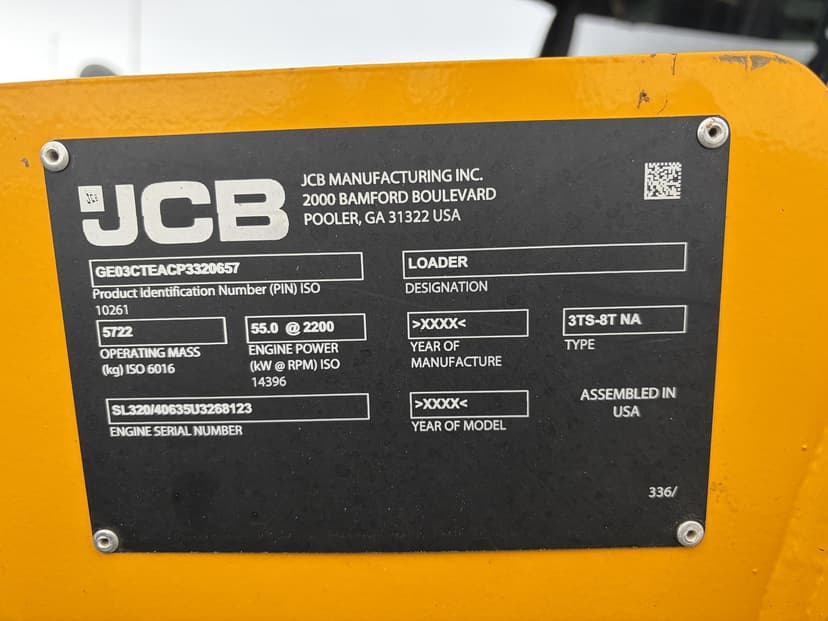 JCB
JCB MANUFACTURING INC.
2000 BAMFORD BOULEVARD
POOLER, GA 31322 USA
GE03CTEACP3320657
Product Identification Number (PIN) ISO
10261
LOADER
DESIGNATION
5722
OPERATING MASS
(kg) ISO 6016
55.0 @ 2200
ENGINE POWER
(kW @ RPM) ISO
14396
>XXXX<
YEAR OF
MANUFACTURE
3TS-8T NA
TYPE
SL320/40635U3268123
ENGINE SERIAL NUMBER
>XXXX<
YEAR OF MODEL
ASSEMBLED IN
USA
336/